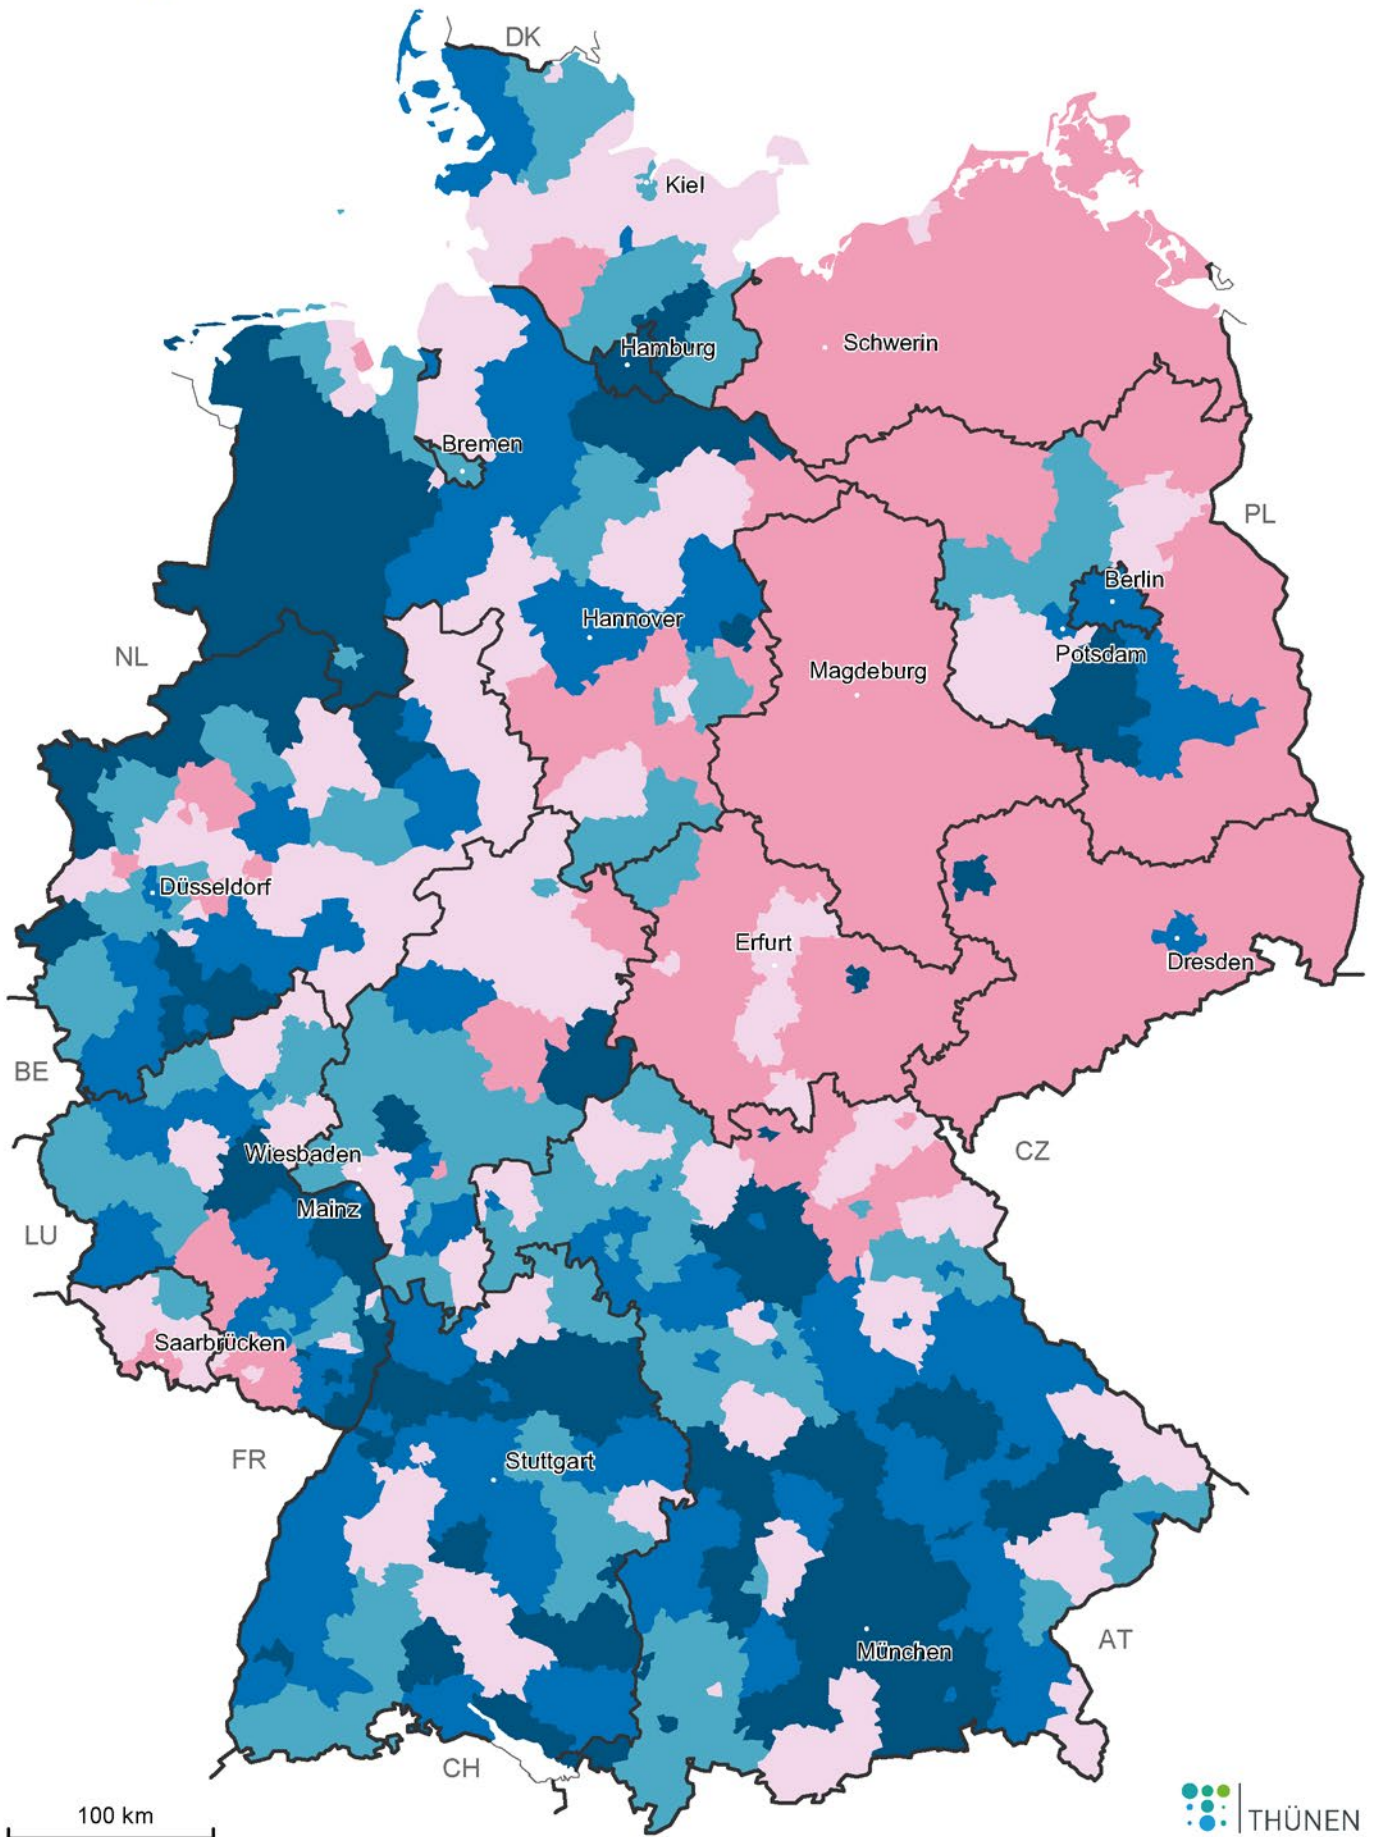 DK
Kiel
Hamburg
Schwerin
Bremen
PL
Berlin
Hannover
Potsdam
NL
Magdeburg
Düsseldorf
Erfurt
Dresden
BE
CZ
Wiesbaden
Mainz
LU
Saarbrücken
FR
Stuttgart
AT
München
CH
100 km
THÜNEN